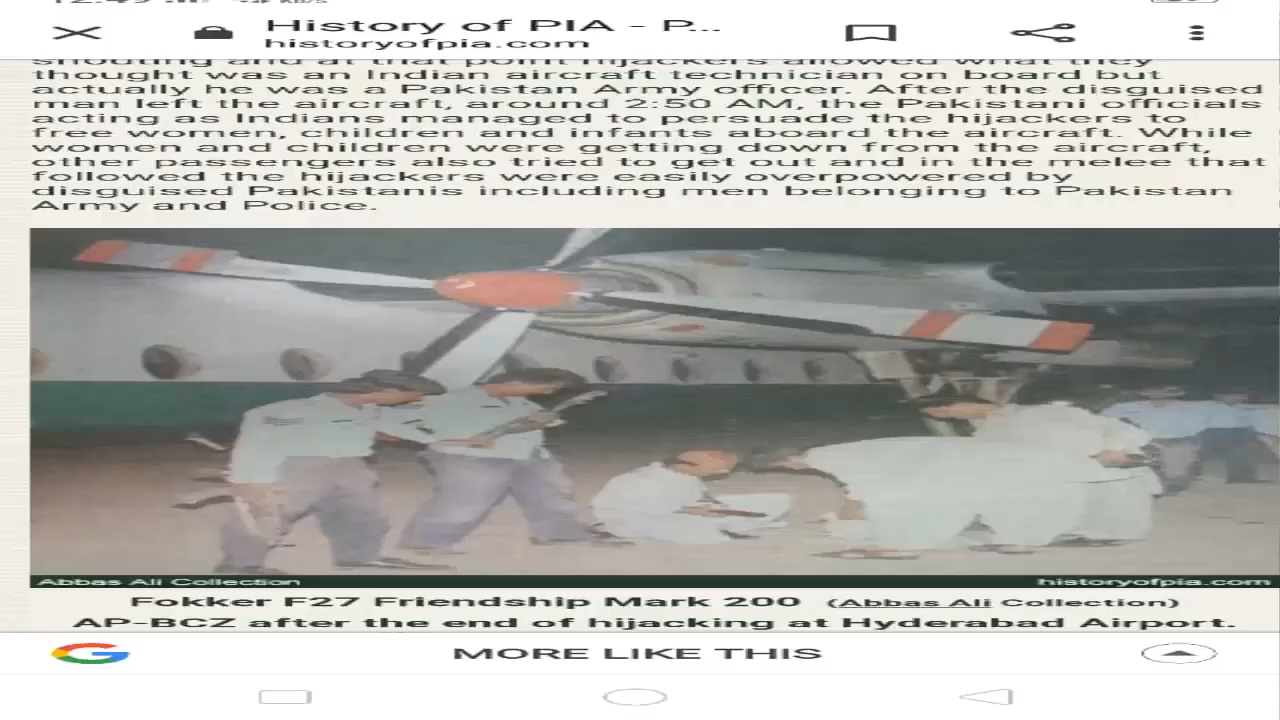 History of PIA - P...
historyofpia.com
shouting and at that point hijackers allowed what they
thought was an Indian aircraft technician on board but
actually he was a Pakistan Army officer. After the disguised
man left the aircraft, around 2:50 AM, the Pakistani officials
acting as Indians managed to persuade the hijackers to
free women, children and infants aboard the aircraft. While
women and children were getting down from the aircraft,
other passengers also tried to get out and in the melee that
followed the hijackers were easily overpowered by
disguised Pakistanis including men belonging to Pakistan
Army and Police.
Abbas Ali Collection historyofpia.com
Fokker F27 Friendship Mark 200 (Abbas Ali Collection)
AP-BCZ after the end of hijacking at Hyderabad Airport.
MORE LIKE THIS